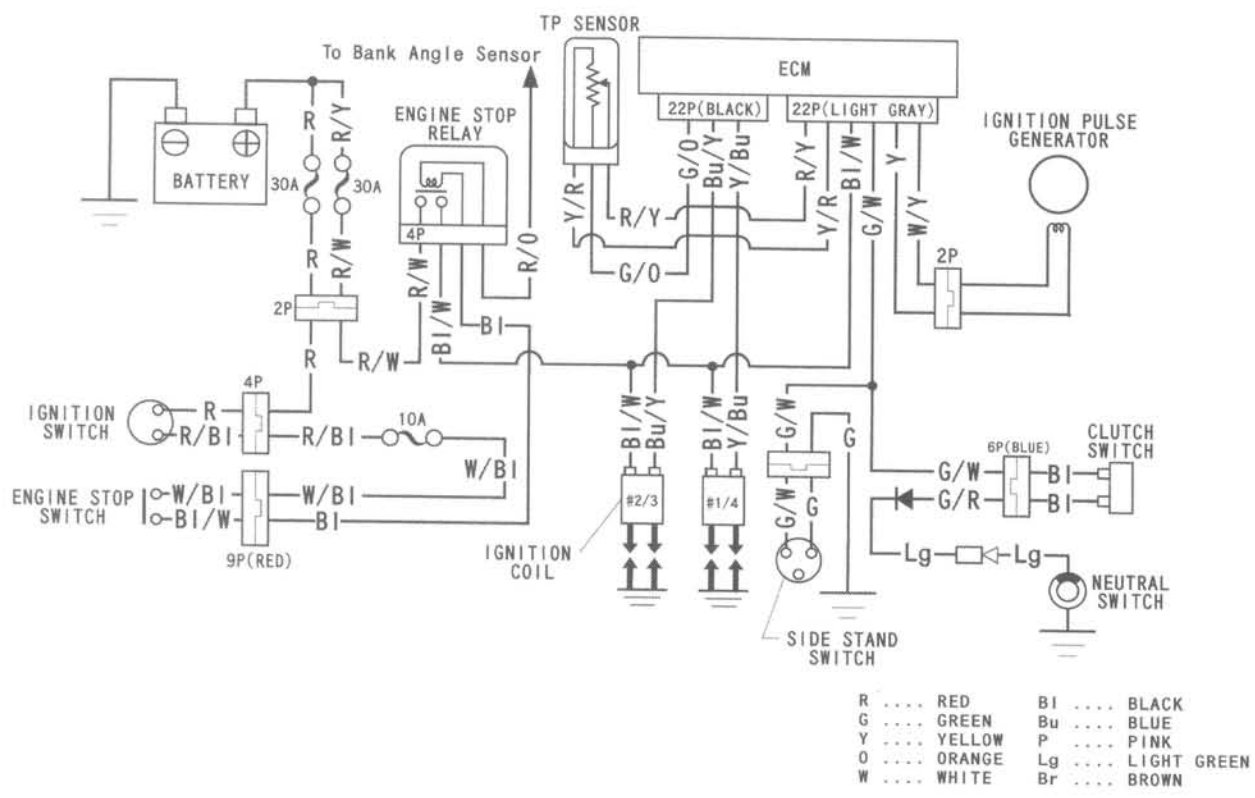 TP SENSOR
To Bank Angle Sensor
ECM
22P(BLACK)
22P(LIGHT GRAY)
IGNITION PULSE
GENERATOR
ENGINE STOP
RELAY
4P
BATTERY
R
R/Y
30A
30A
R
R/W
2P
R
R/W
R/W
Bl/W
Bl
R/O
Y/R
R/Y
G/O
G/O
Bu/Y
Y/Bu
R/Y
Y/R
Bl/W
G/W
Y
W/Y
2P
IGNITION
SWITCH
R
R/Bl
4P
R/Bl
10A
W/Bl
ENGINE STOP
SWITCH
W/Bl
Bl/W
W/Bl
Bl
9P(RED)
Bl/W
Bu/Y
Bl/W
Y/Bu
#2/3
#1/4
IGNITION
COIL
G/W
G
G/W
G
SIDE STAND
SWITCH
6P(BLUE)
CLUTCH
SWITCH
G/W
Bl
G/R
Bl
Lg
Lg
NEUTRAL
SWITCH
R .... RED
G .... GREEN
Y .... YELLOW
O .... ORANGE
W .... WHITE
Bl .... BLACK
Bu .... BLUE
P .... PINK
Lg .... LIGHT GREEN
Br .... BROWN